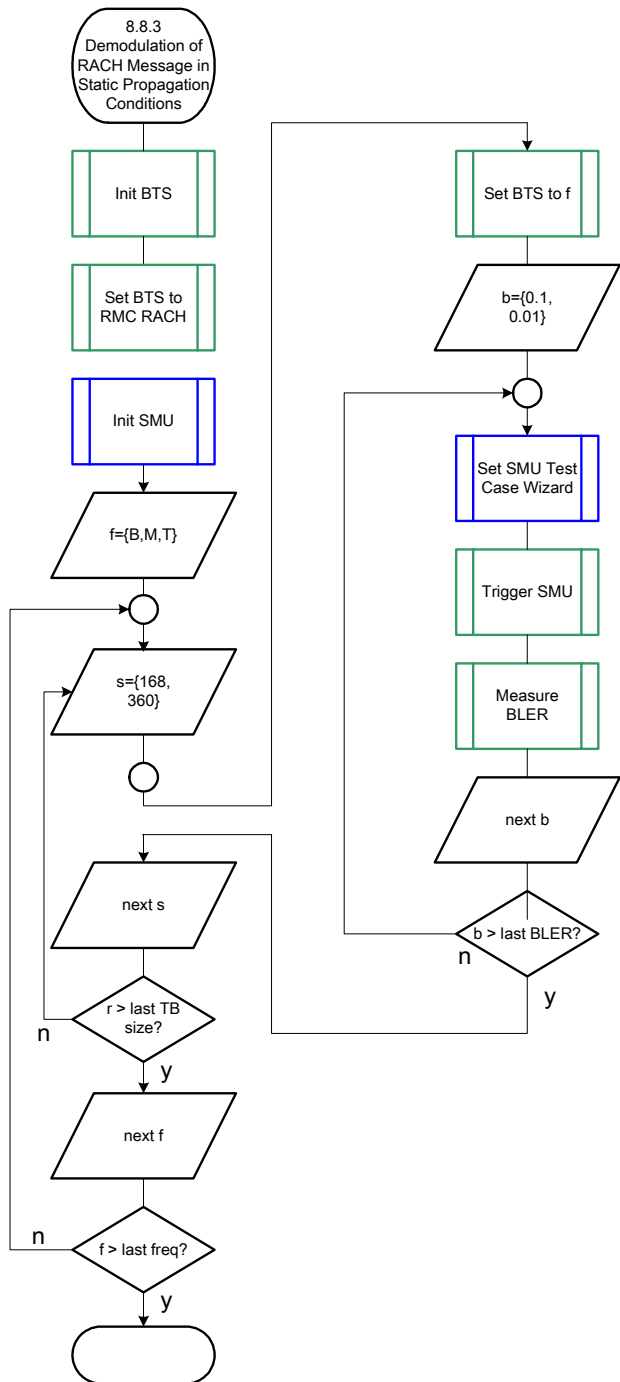 8.8.3
Demodulation of
RACH Message in
Static Propagation
Conditions
Init BTS
Set BTS to
RMC RACH
Init SMU
f={B,M,T}
s={168,
360}
Set BTS to f
b={0.1,
0.01}
Set SMU Test
Case Wizard
Trigger SMU
Measure
BLER
next b
b > last BLER?
n
y
next s
r > last TB
size?
n
y
next f
f > last freq?
n
y